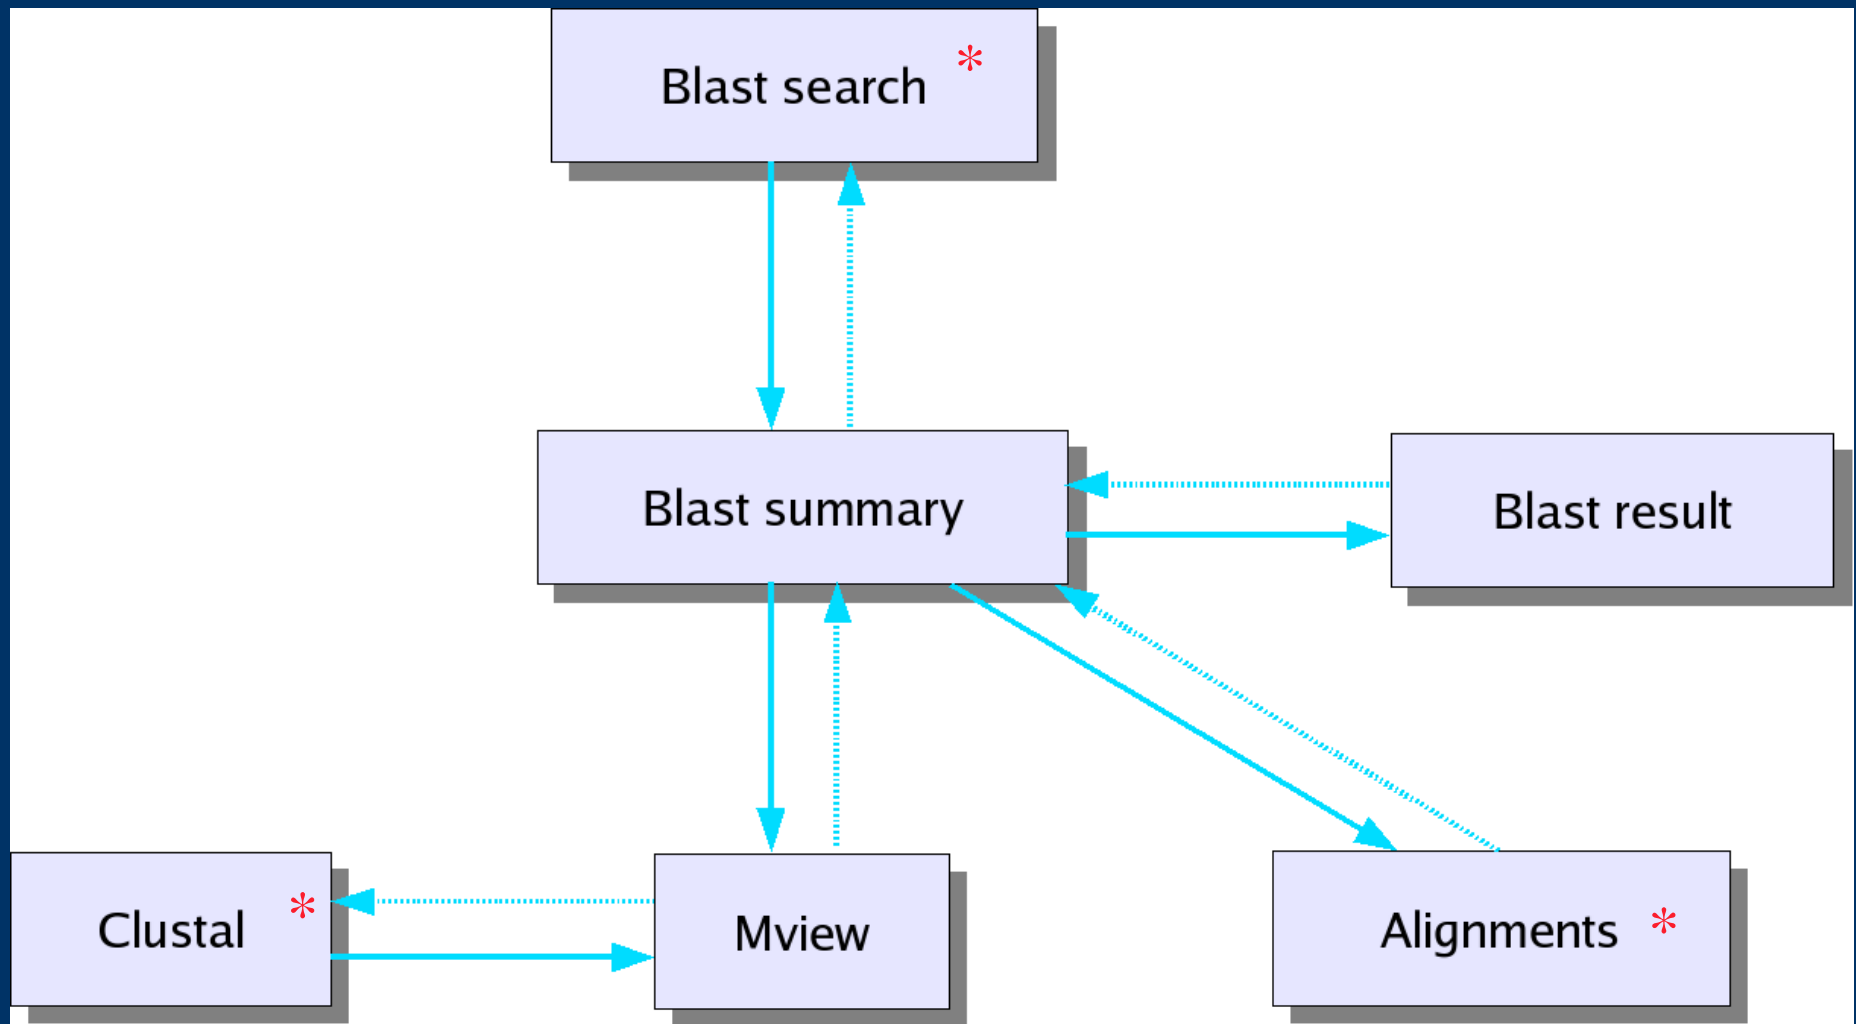 Blast search *
Blast summary
Blast result
Clustal *
Mview
Alignments *